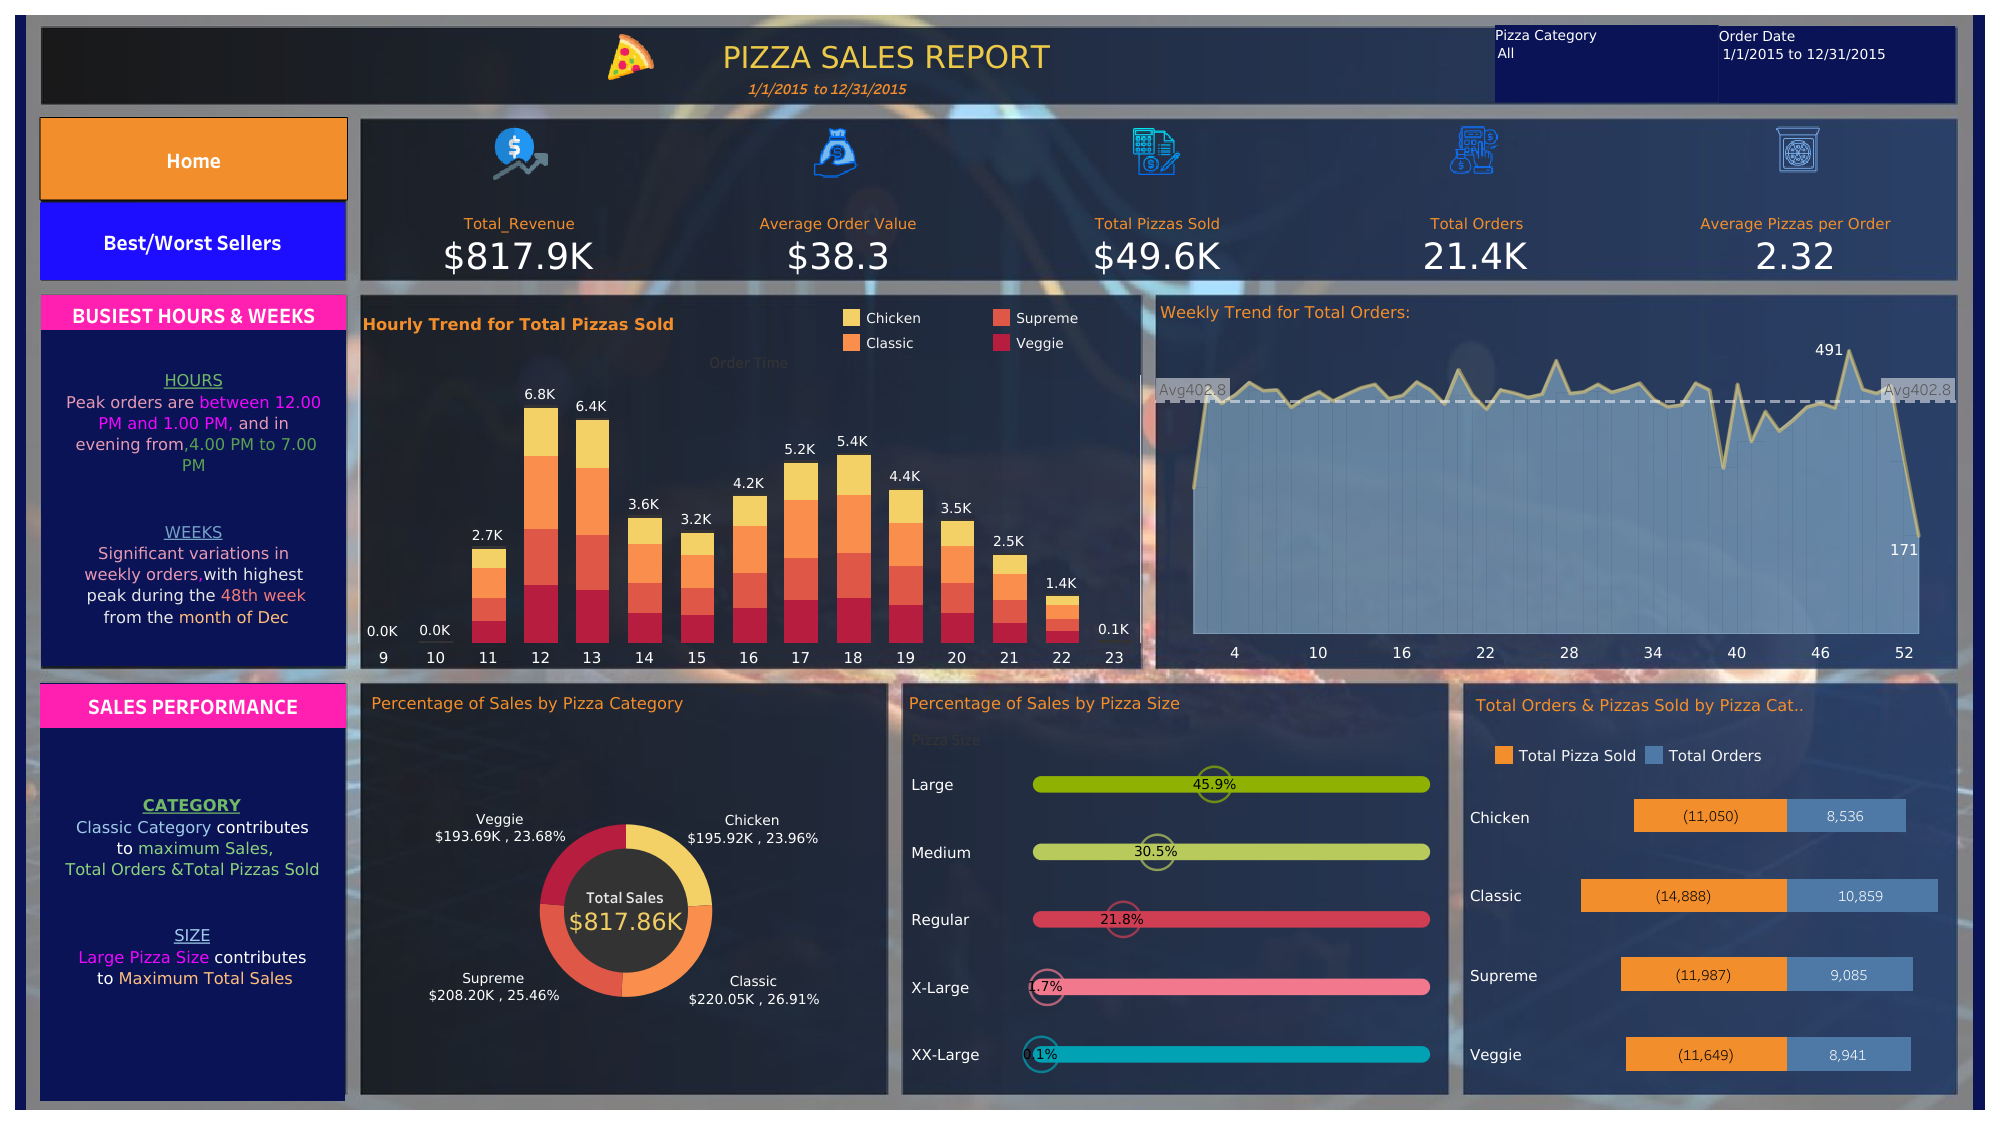 PIZZA SALES REPORT
1/1/2015 to 12/31/2015
Pizza Category
All
Order Date
1/1/2015 to 12/31/2015
Home
Best/Worst Sellers
Total_Revenue
$817.9K
Average Order Value
$38.3
Total Pizzas Sold
$49.6K
Total Orders
21.4K
Average Pizzas per Order
2.32
BUSIEST HOURS & WEEKS
HOURS
Peak orders are between 12.00
PM and 1.00 PM, and in
evening from,4.00 PM to 7.00
PM
WEEKS
Significant variations in
weekly orders,with highest
peak during the 48th week
from the month of Dec
Hourly Trend for Total Pizzas Sold
Chicken
Supreme
Classic
Veggie
Order Time
0.0K
0.0K
2.7K
6.8K
6.4K
3.6K
3.2K
4.2K
5.2K
5.4K
4.4K
3.5K
2.5K
1.4K
0.1K
9 10 11 12 13 14 15 16 17 18 19 20 21 22 23
Weekly Trend for Total Orders:
491
Avg402.8
Avg402.8
171
4 10 16 22 28 34 40 46 52
SALES PERFORMANCE
CATEGORY
Classic Category contributes
to maximum Sales,
Total Orders &Total Pizzas Sold
SIZE
Large Pizza Size contributes
to Maximum Total Sales
Percentage of Sales by Pizza Category
Veggie
$193.69K , 23.68%
Chicken
$195.92K , 23.96%
Total Sales
$817.86K
Supreme
$208.20K , 25.46%
Classic
$220.05K , 26.91%
Percentage of Sales by Pizza Size
Pizza Size
Large 45.9%
Medium 30.5%
Regular 21.8%
X-Large 1.7%
XX-Large 0.1%
Total Orders & Pizzas Sold by Pizza Cat..
Total Pizza Sold Total Orders
Chicken (11,050) 8,536
Classic (14,888) 10,859
Supreme (11,987) 9,085
Veggie (11,649) 8,941